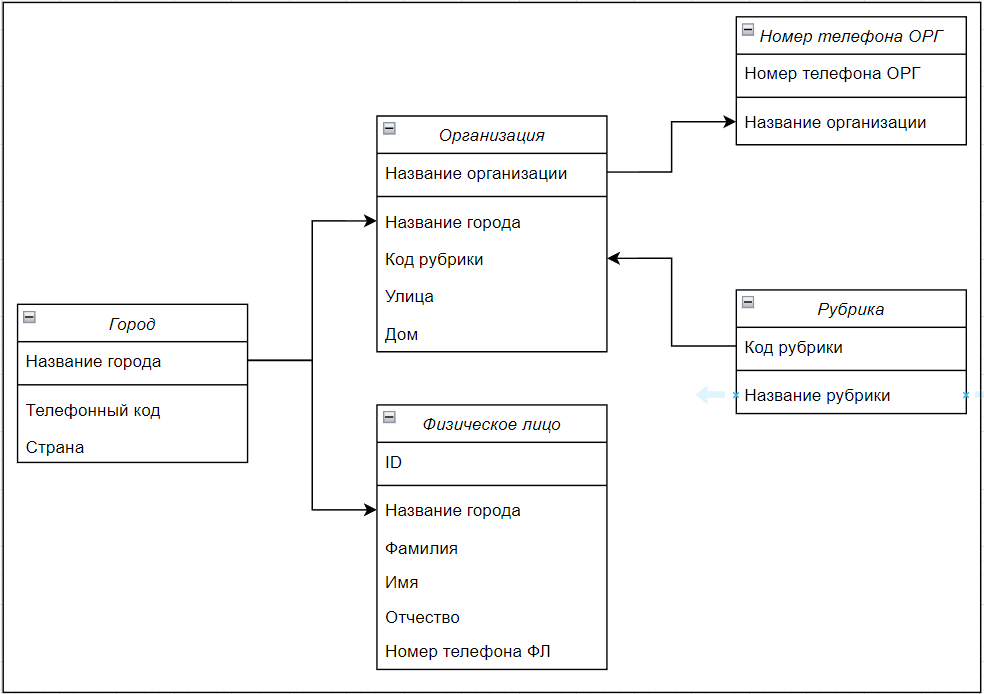 Номер телефона ОРГ
Номер телефона ОРГ
Название организации
Организация
Название организации
Название города
Код рубрики
Улица
Дом
Город
Название города
Телефонный код
Страна
Рубрика
Код рубрики
Название рубрики
Физическое лицо
ID
Название города
Фамилия
Имя
Отчество
Номер телефона ФЛ